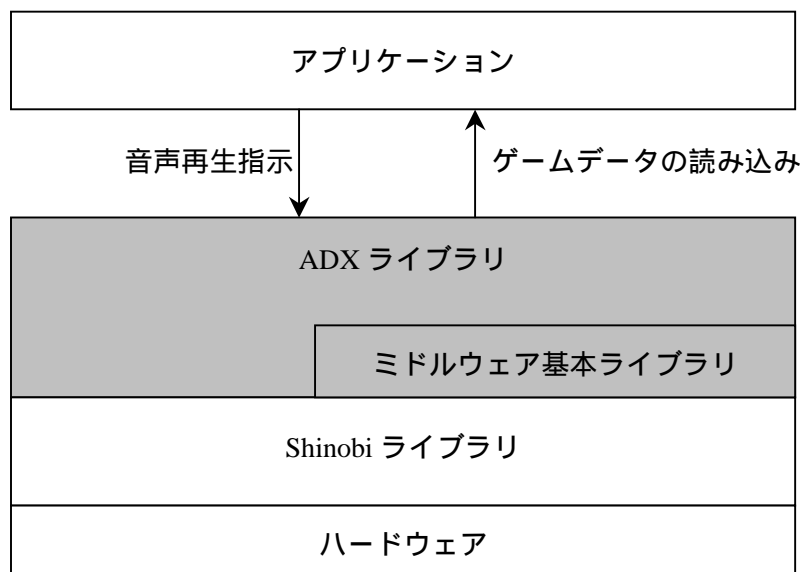 アプリケーション
音声再生指示
ゲームデータの読み込み
ADX ライブラリ
ミドルウェア基本ライブラリ
Shinobi ライブラリ
ハードウェア